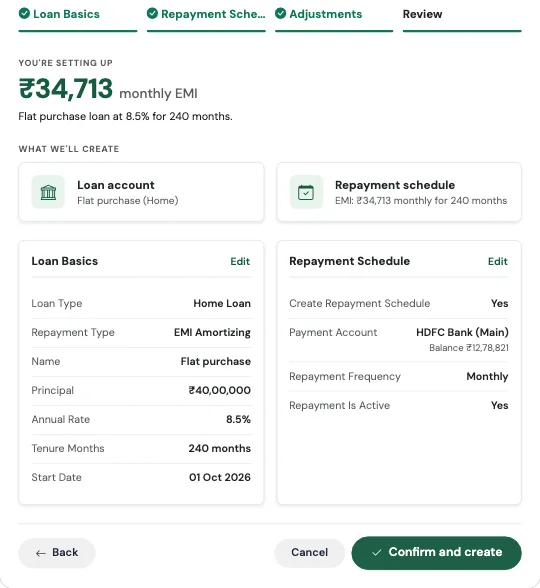 Loan Basics
Repayment Sche...
Adjustments
Review
YOU'RE SETTING UP
₹34,713 monthly EMI
Flat purchase loan at 8.5% for 240 months.
WHAT WE'LL CREATE
Loan account
Flat purchase (Home)
Repayment schedule
EMI: ₹34,713 monthly for 240 months
Loan Basics
Edit
Loan Type
Home Loan
Repayment Type
EMI Amortizing
Name
Flat purchase
Principal
₹40,00,000
Annual Rate
8.5%
Tenure Months
240 months
Start Date
01 Oct 2026
Repayment Schedule
Edit
Create Repayment Schedule
Yes
Payment Account
HDFC Bank (Main)
Balance ₹12,78,821
Repayment Frequency
Monthly
Repayment Is Active
Yes
← Back
Cancel
✓ Confirm and create